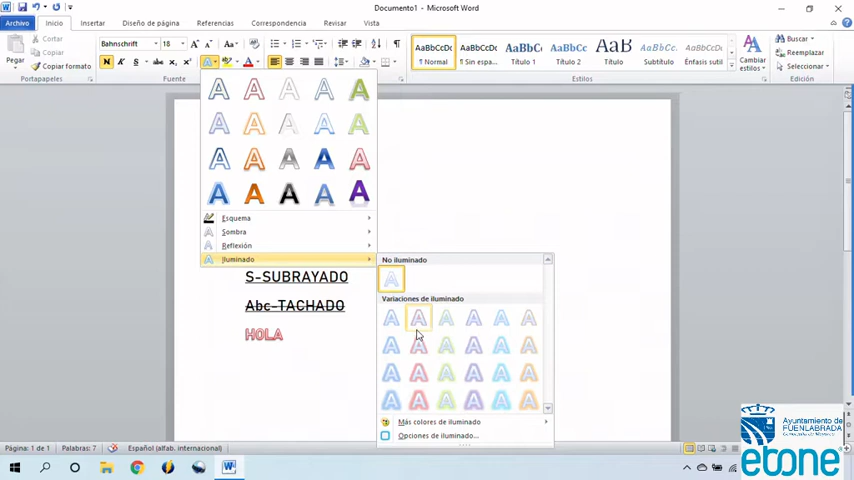 Documento1 - Microsoft Word
Archivo Inicio Insertar Diseño de página Referencias Correspondencia Revisar Vista
Pegar
Cortar
Copiar
Copiar formato
Portapapeles
Bahnschrift 18
N K S abc x₂ x²
Fuente
AaBbCcDc AaBbCcDc AaBbC AaBbCc AaB AaBbCc. AaBbCcDc
¶ Normal ¶ Sin espa... Título 1 Título 2 Título Subtítulo Énfasis sutil
Estilos
Cambiar estilos
Buscar
Reemplazar
Seleccionar
Edición
Esquema
Sombra
Reflexión
Iluminado
No iluminado
Variaciones de iluminado
Más colores de iluminado
Opciones de iluminado...
S-SUBRAYADO
Abc-TACHADO
HOLA
Página: 1 de 1 Palabras: 7 Español (alfab. internacional)
Ayuntamiento de
FUENLABRADA
etone